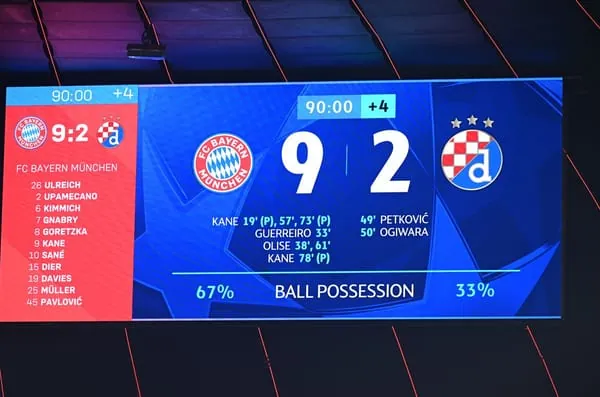 90:00 +4
FC BAYERN MÜNCHEN
9:2
d
FC BAYERN MÜNCHEN
26 ULREICH
2 UPAMECANO
6 KIMMICH
7 GNABRY
8 GORETZKA
9 KANE
10 SANÉ
15 DIER
19 DAVIES
25 MÜLLER
45 PAVLOVIĆ
90:00 +4
FC BAYERN MÜNCHEN
9 | 2
d
KANE 19' (P), 57', 73' (P)
GUERREIRO 33'
OLISE 38', 61'
KANE 78' (P)
49' PETKOVIĆ
50' OGIWARA
67% BALL POSSESSION 33%